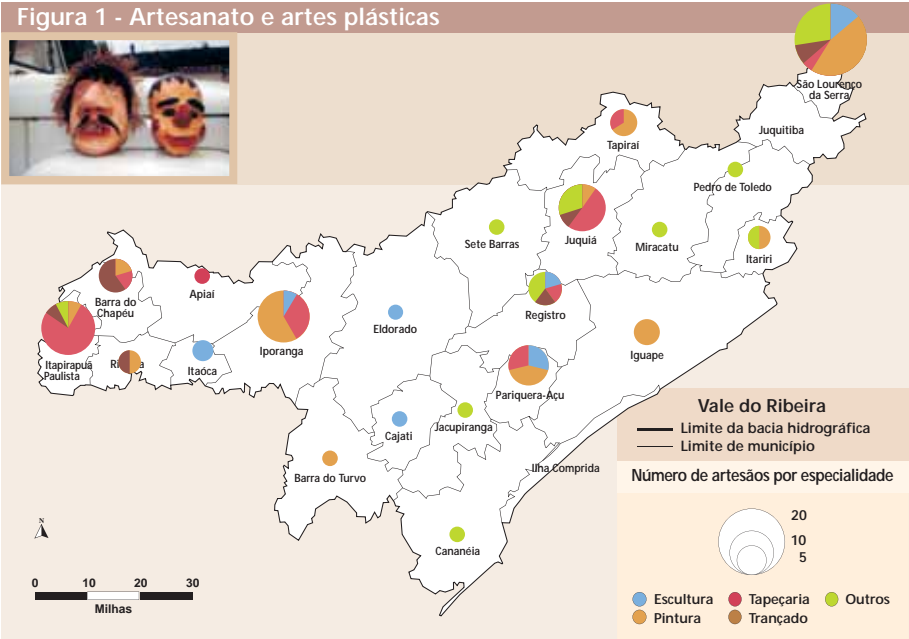 Figura 1 - Artesanato e artes plásticas
São Lourenço
da Serra
Juquitiba
Tapiraí
Pedro de Toledo
Sete Barras
Juquiá
Miracatu
Itariri
Barra do
Chapéu
Apiaí
Registro
Eldorado
Iporanga
Iguape
Itapirapuã
Paulista
Itaóca
Pariquera-Açu
Cajati
Jacupiranga
Barra do Turvo
Ilha Comprida
Cananéia
N
0 10 20 30
Milhas
Vale do Ribeira
Limite da bacia hidrográfica
Limite de município
Número de artesãos por especialidade
20
10
5
Escultura
Tapeçaria
Outros
Pintura
Trançado